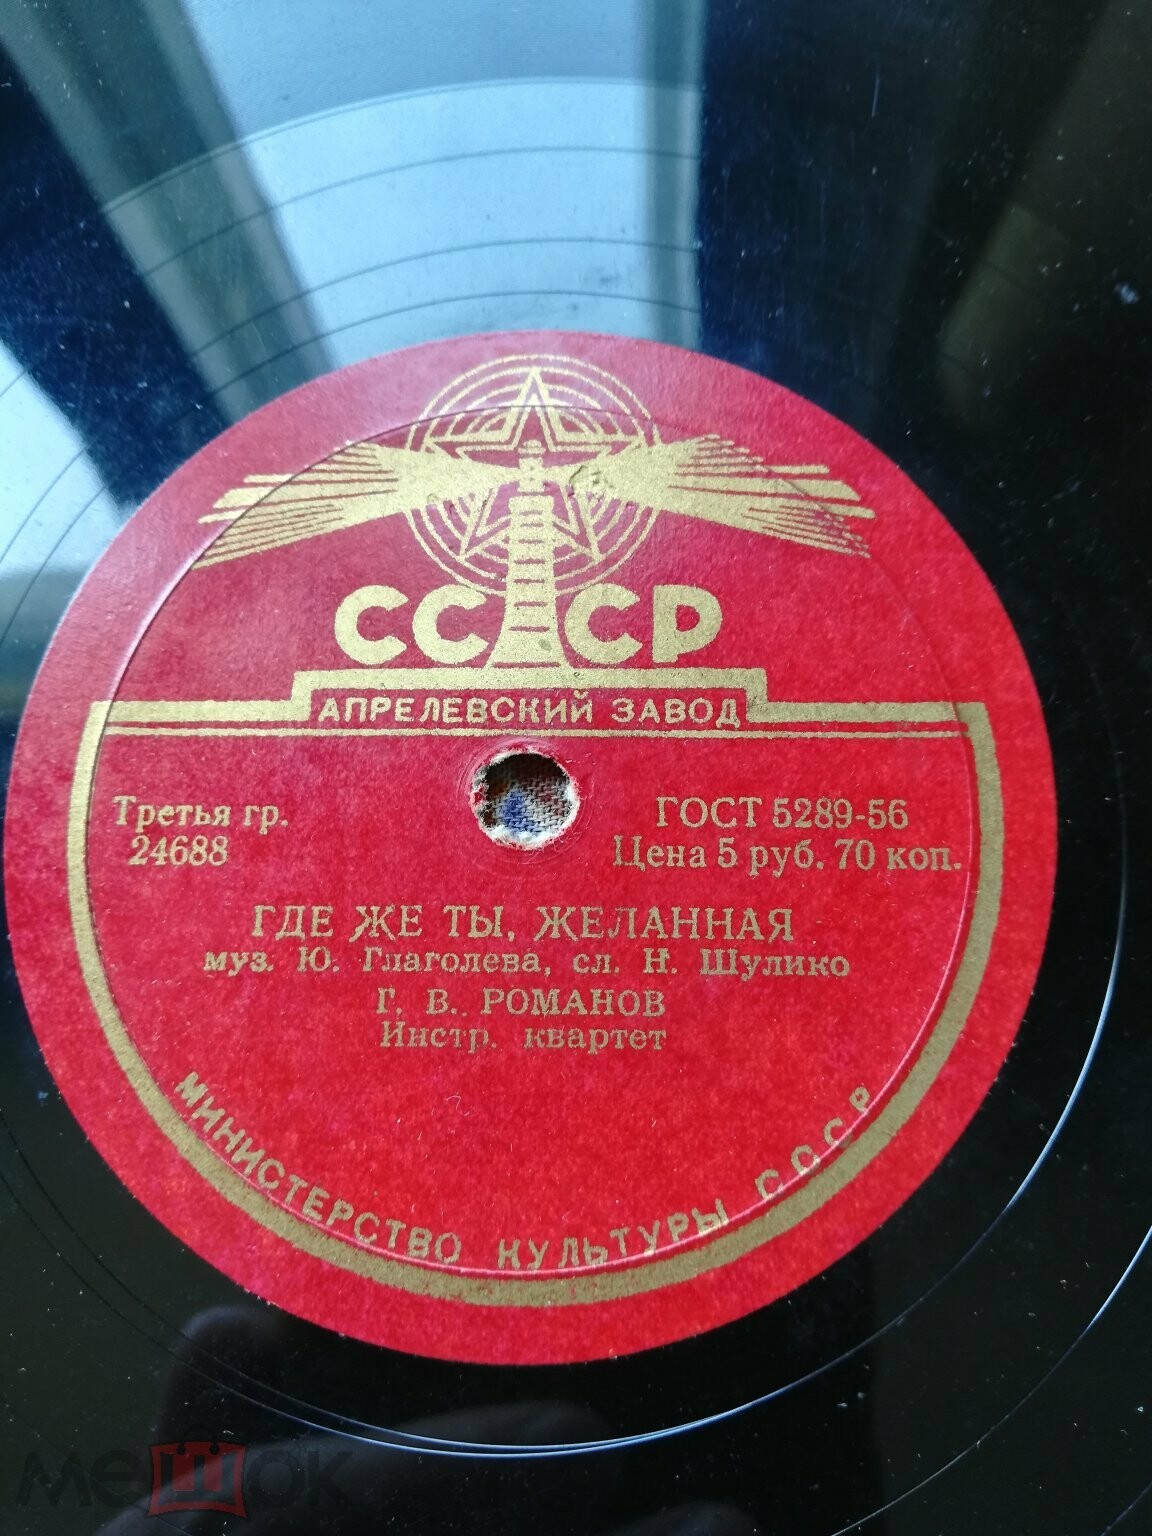 СССР
АПРЕЛЕВСКИЙ ЗАВОД
Третья гр.
24688
ГОСТ 5289-56
Цена 5 руб. 70 коп.
ГДЕ ЖЕ ТЫ, ЖЕЛАННАЯ
муз. Ю. Глаголева, сл. Н. Шулико
Г. В. РОМАНОВ
Инстр. квартет
МИНИСТЕРСТВО КУЛЬТУРЫ СССР
мешок